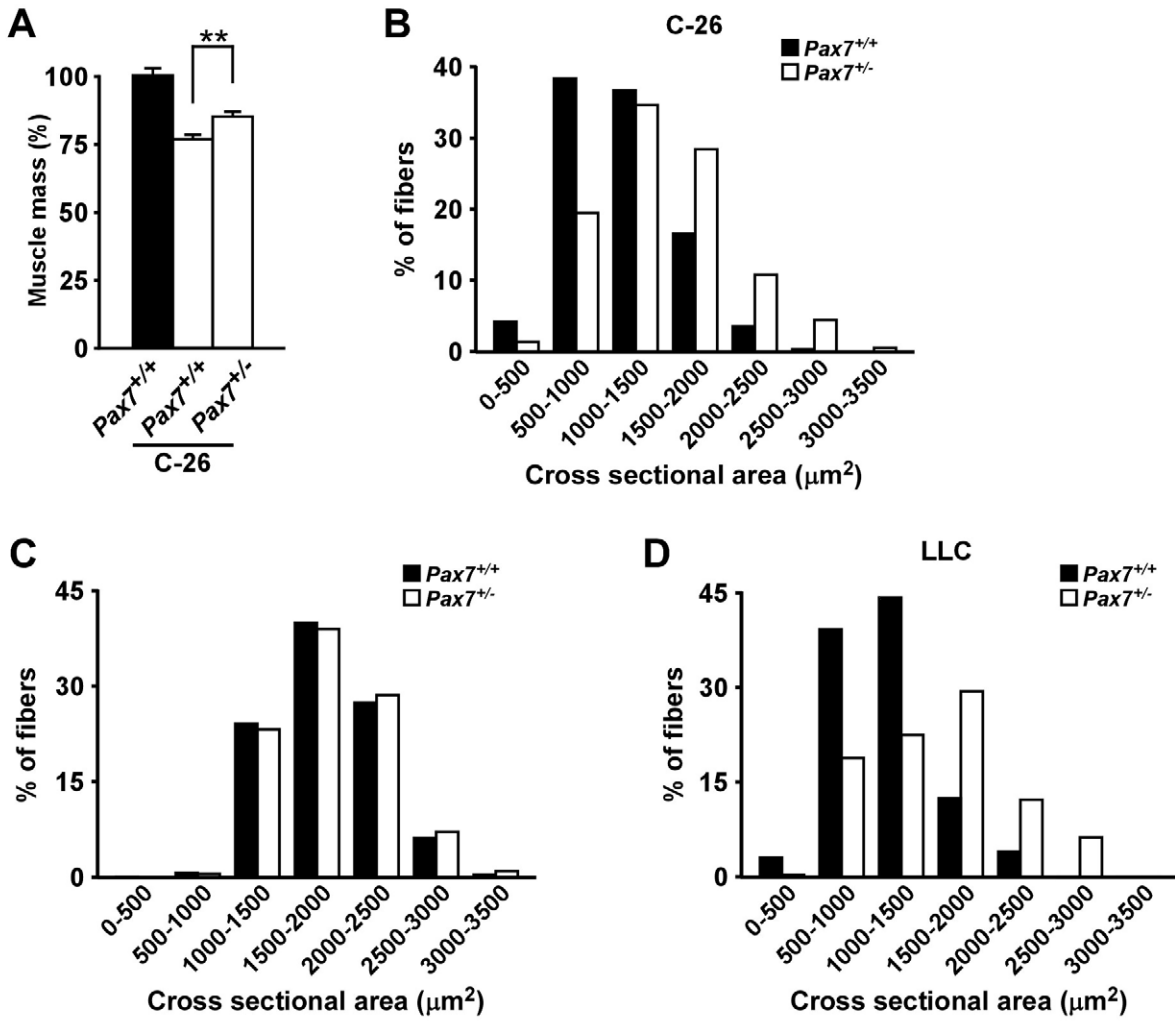 A
**
Muscle mass (%)
100
75
50
25
0
Pax7+/+
Pax7+/+
Pax7+/-
C-26
B
C-26
Pax7+/+
Pax7+/-
% of fibers
40
30
20
10
0
0-500
500-1000
1000-1500
1500-2000
2000-2500
2500-3000
3000-3500
Cross sectional area (μm²)
C
Pax7+/+
Pax7+/-
% of fibers
45
30
15
0
0-500
500-1000
1000-1500
1500-2000
2000-2500
2500-3000
3000-3500
Cross sectional area (μm²)
D
LLC
Pax7+/+
Pax7+/-
% of fibers
45
30
15
0
0-500
500-1000
1000-1500
1500-2000
2000-2500
2500-3000
3000-3500
Cross sectional area (μm²)